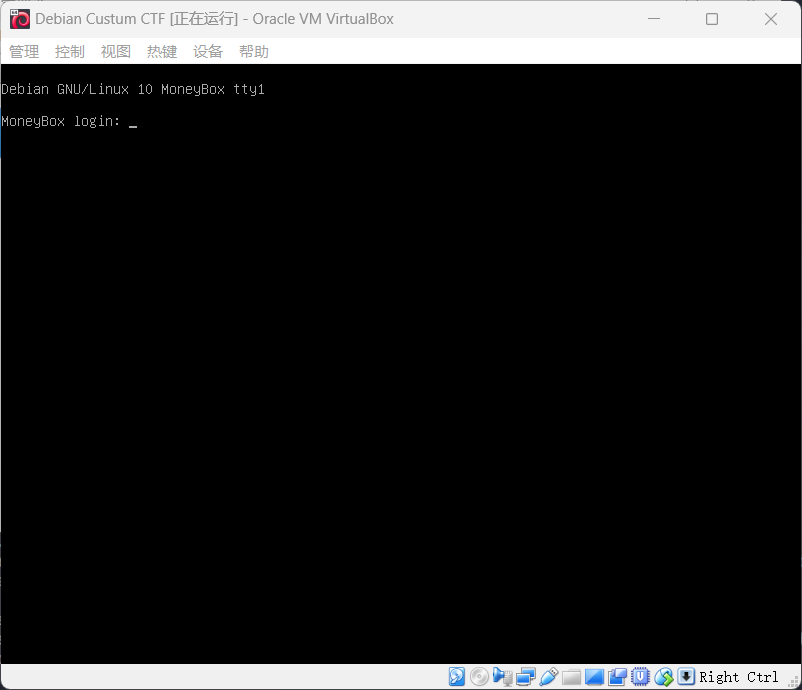 Debian Custum CTF [正在运行] - Oracle VM VirtualBox
管理 控制 视图 热键 设备 帮助
Debian GNU/Linux 10 MoneyBox tty1
MoneyBox login: _
Right Ctrl